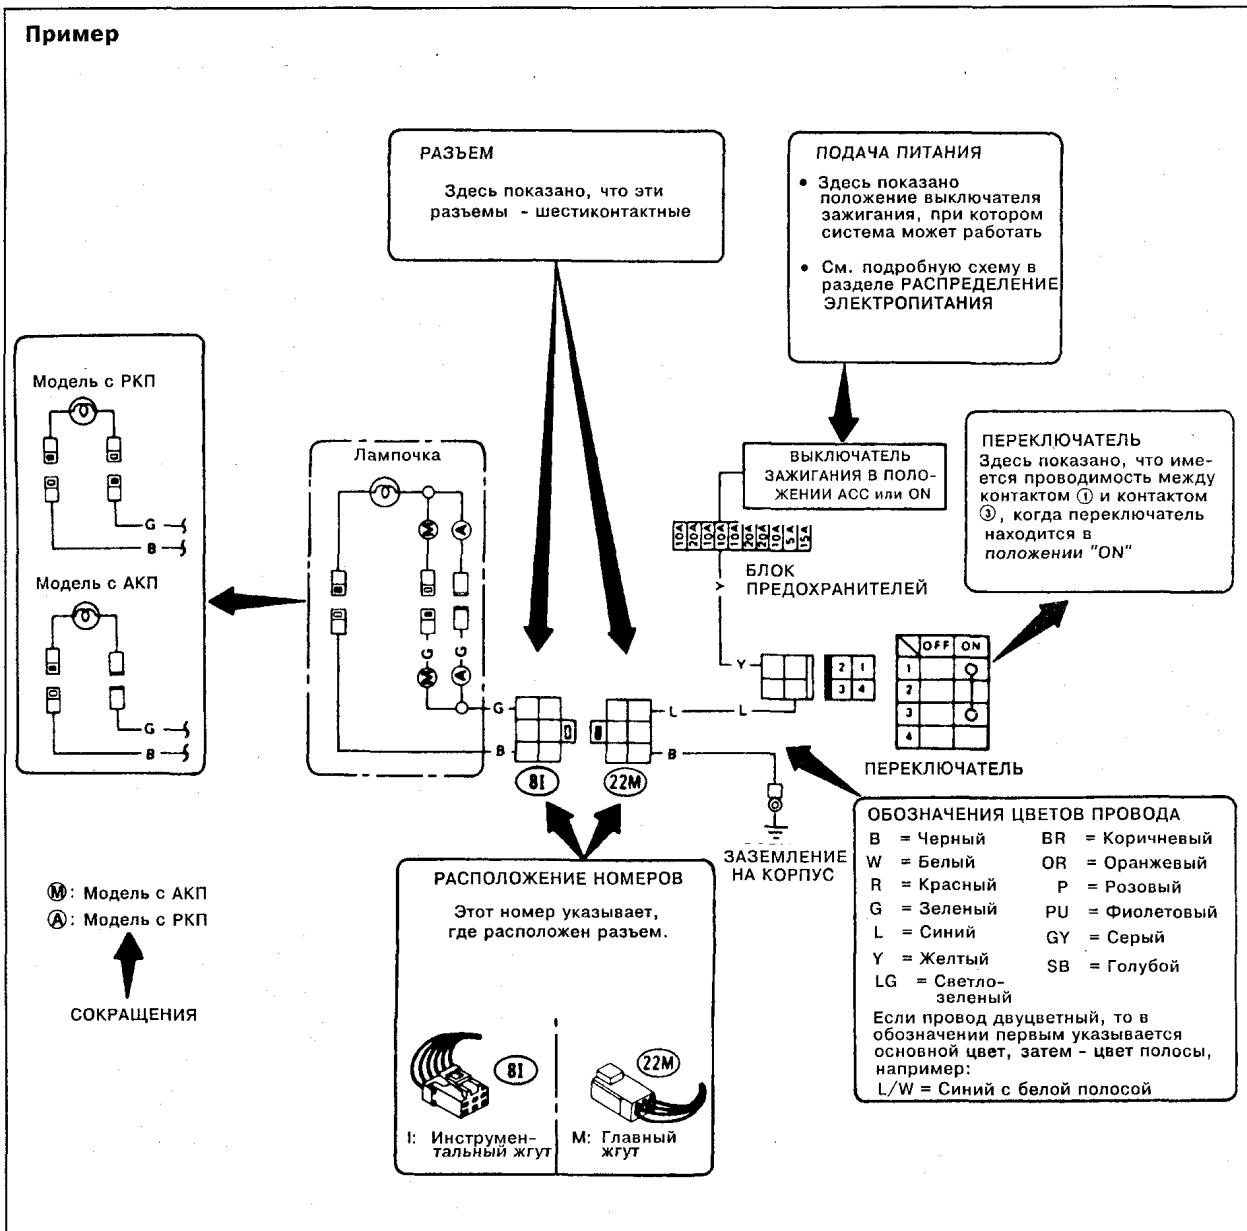 Пример
РАЗЪЕМ
Здесь показано, что эти
разъемы - шестиконтактные
ПОДАЧА ПИТАНИЯ
• Здесь показано
положение выключателя
зажигания, при котором
система может работать
• См. подробную схему в
разделе РАСПРЕДЕЛЕНИЕ
ЭЛЕКТРОПИТАНИЯ
Модель с РКП
G
B
Модель с АКП
G
B
Лампочка
M
A
G
G
M
A
G
B
8I
22M
L
L
B
ВЫКЛЮЧАТЕЛЬ
ЗАЖИГАНИЯ В ПОЛО-
ЖЕНИИ ACC или ON
10A
20A
10A
10A
10A
20A
20A
10A
5A
15A
БЛОК
ПРЕДОХРАНИТЕЛЕЙ
Y
Y
2 1
3 4
ПЕРЕКЛЮЧАТЕЛЬ
Здесь показано, что име-
ется проводимость между
контактом ① и контактом
③, когда переключатель
находится в
положении "ON"
OFF ON
1
2
3
4
ПЕРЕКЛЮЧАТЕЛЬ
ЗАЗЕМЛЕНИЕ
НА КОРПУС
ОБОЗНАЧЕНИЯ ЦВЕТОВ ПРОВОДА
B = Черный BR = Коричневый
W = Белый OR = Оранжевый
R = Красный P = Розовый
G = Зеленый PU = Фиолетовый
L = Синий GY = Серый
Y = Желтый SB = Голубой
LG = Светло-
зеленый
Если провод двуцветный, то в
обозначении первым указывается
основной цвет, затем - цвет полосы,
например:
L/W = Синий с белой полосой
РАСПОЛОЖЕНИЕ НОМЕРОВ
Этот номер указывает,
где расположен разъем.
8I
22M
I: Инструмен-
тальный жгут
M: Главный
жгут
Ⓜ: Модель с АКП
Ⓐ: Модель с РКП
СОКРАЩЕНИЯ